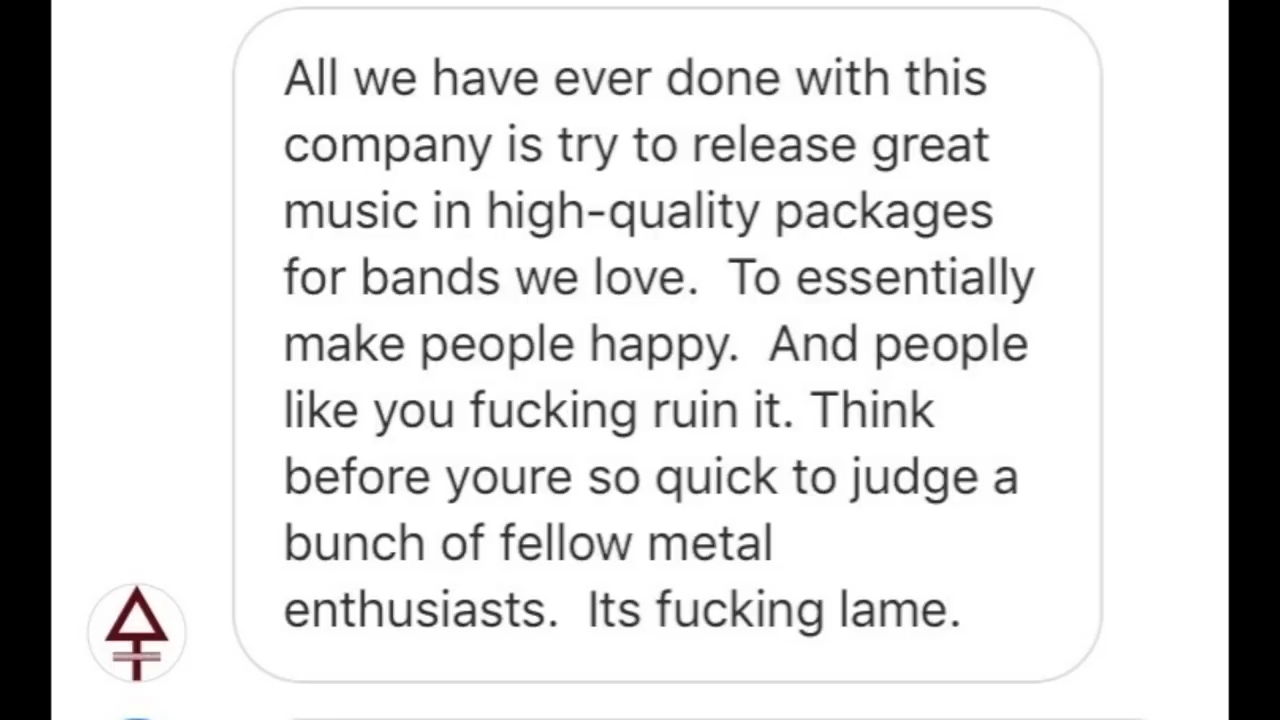 All we have ever done with this
company is try to release great
music in high-quality packages
for bands we love.  To essentially
make people happy.  And people
like you fucking ruin it. Think
before youre so quick to judge a
bunch of fellow metal
enthusiasts.  Its fucking lame.